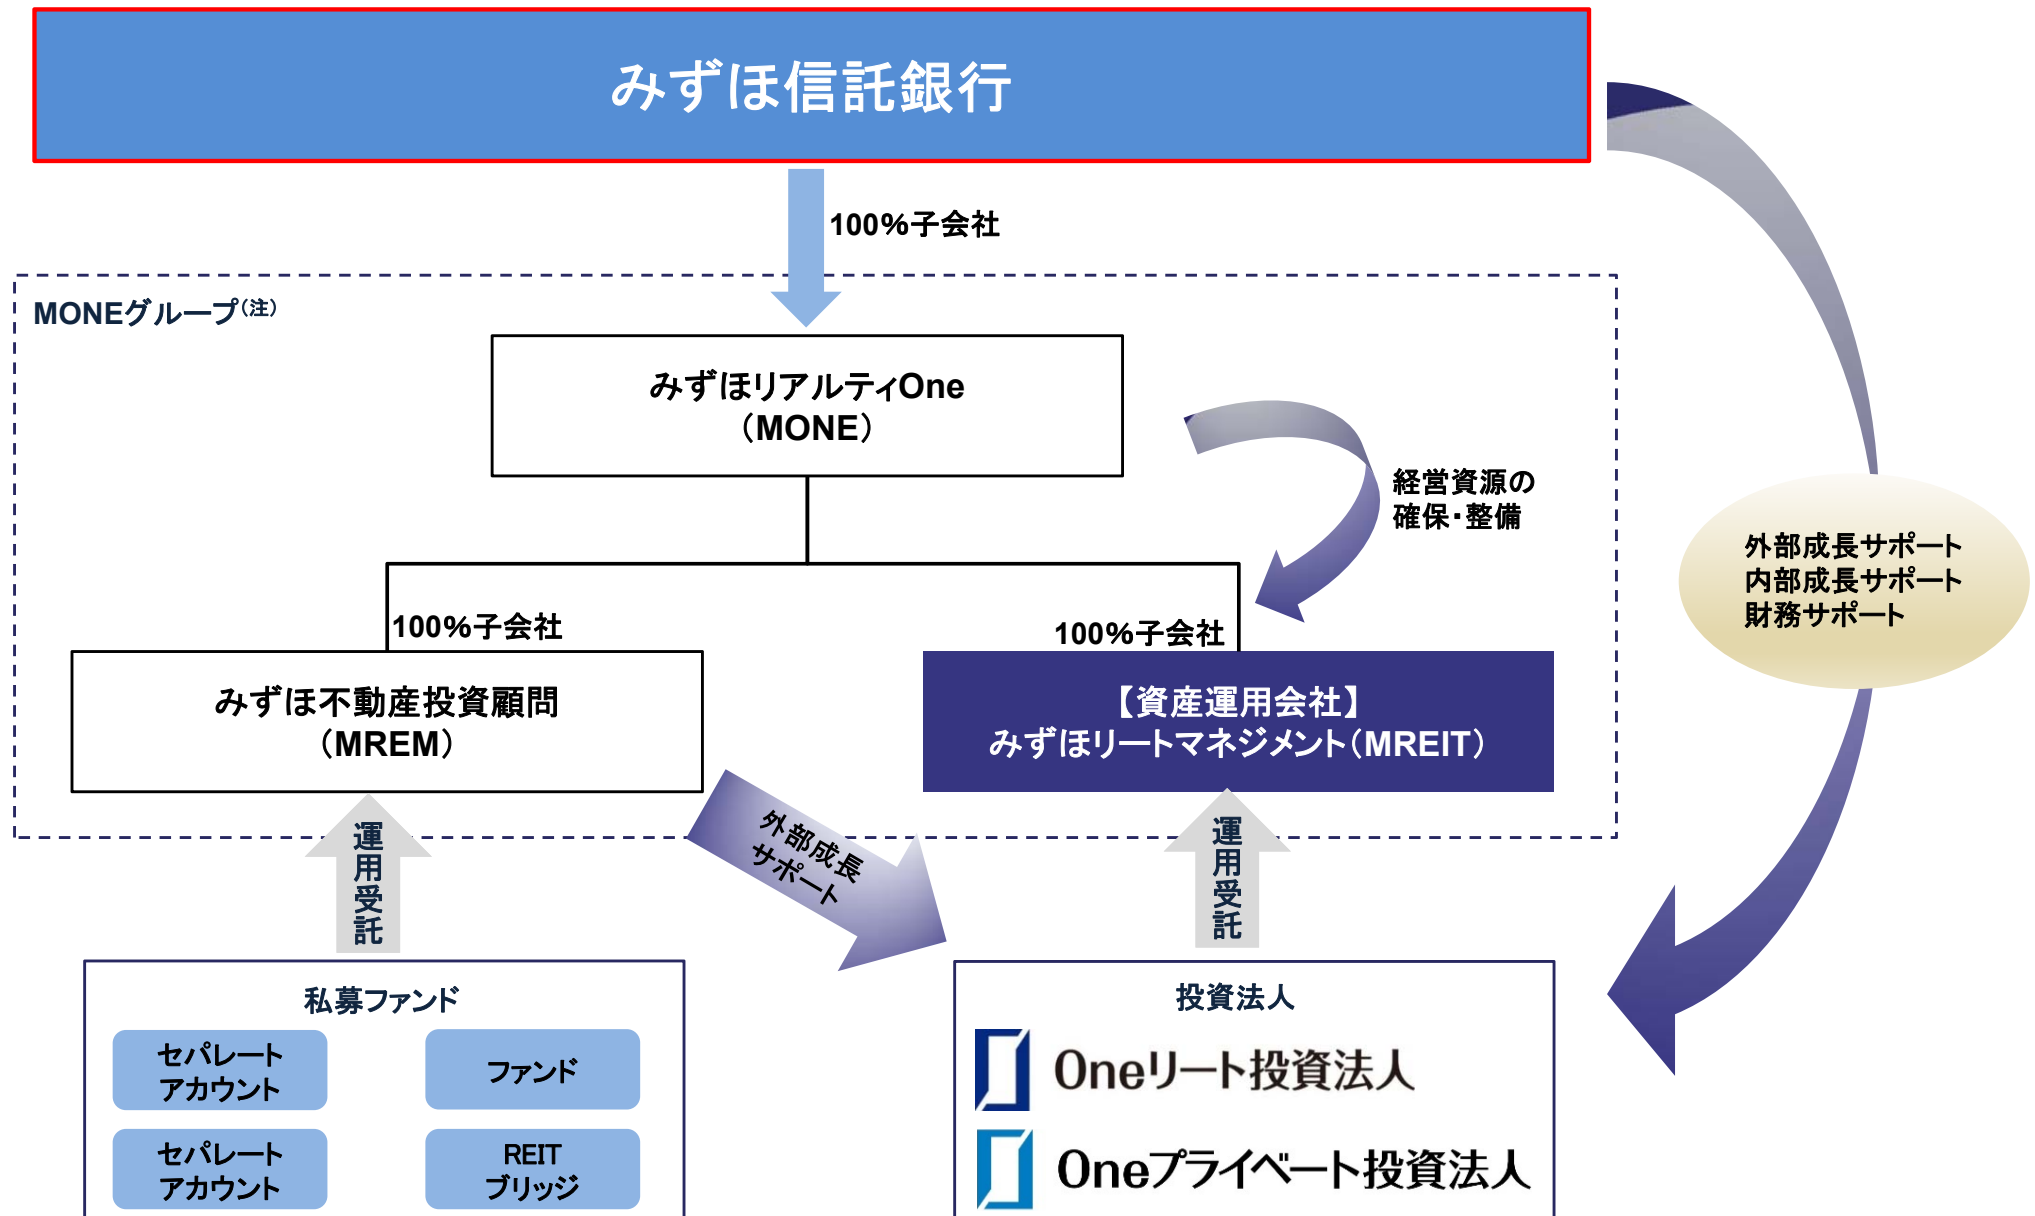 みずほ信託銀行
100%子会社
MONEグループ(注)
みずほリアルティOne
（MONE）
経営資源の
確保・整備
外部成長サポート
内部成長サポート
財務サポート
100%子会社
100%子会社
みずほ不動産投資顧問
（MREM）
【資産運用会社】
みずほリートマネジメント（MREIT）
運用受託
外部成長
サポート
運用受託
私募ファンド
セパレート
アカウント
ファンド
セパレート
アカウント
REIT
ブリッジ
投資法人
Oneリート投資法人
Oneプライベート投資法人